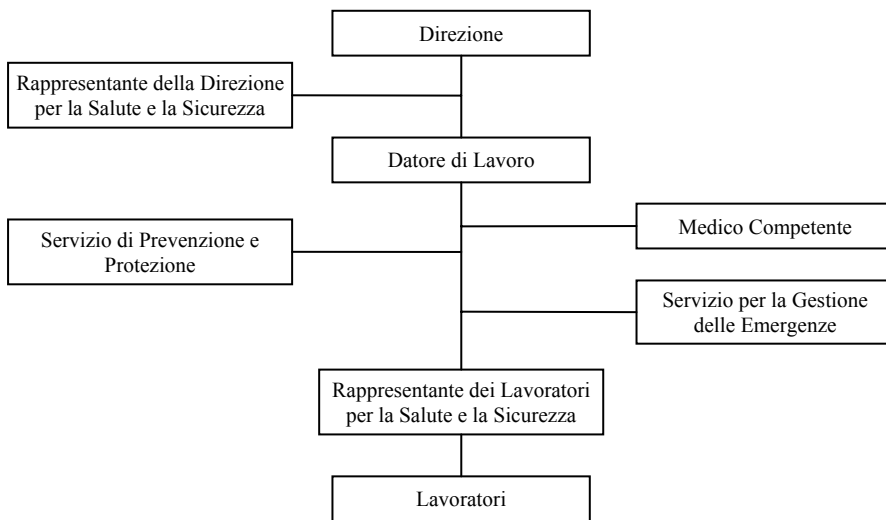 Direzione
Rappresentante della Direzione
per la Salute e la Sicurezza
Datore di Lavoro
Medico Competente
Servizio di Prevenzione e
Protezione
Servizio per la Gestione
delle Emergenze
Rappresentante dei Lavoratori
per la Salute e la Sicurezza
Lavoratori